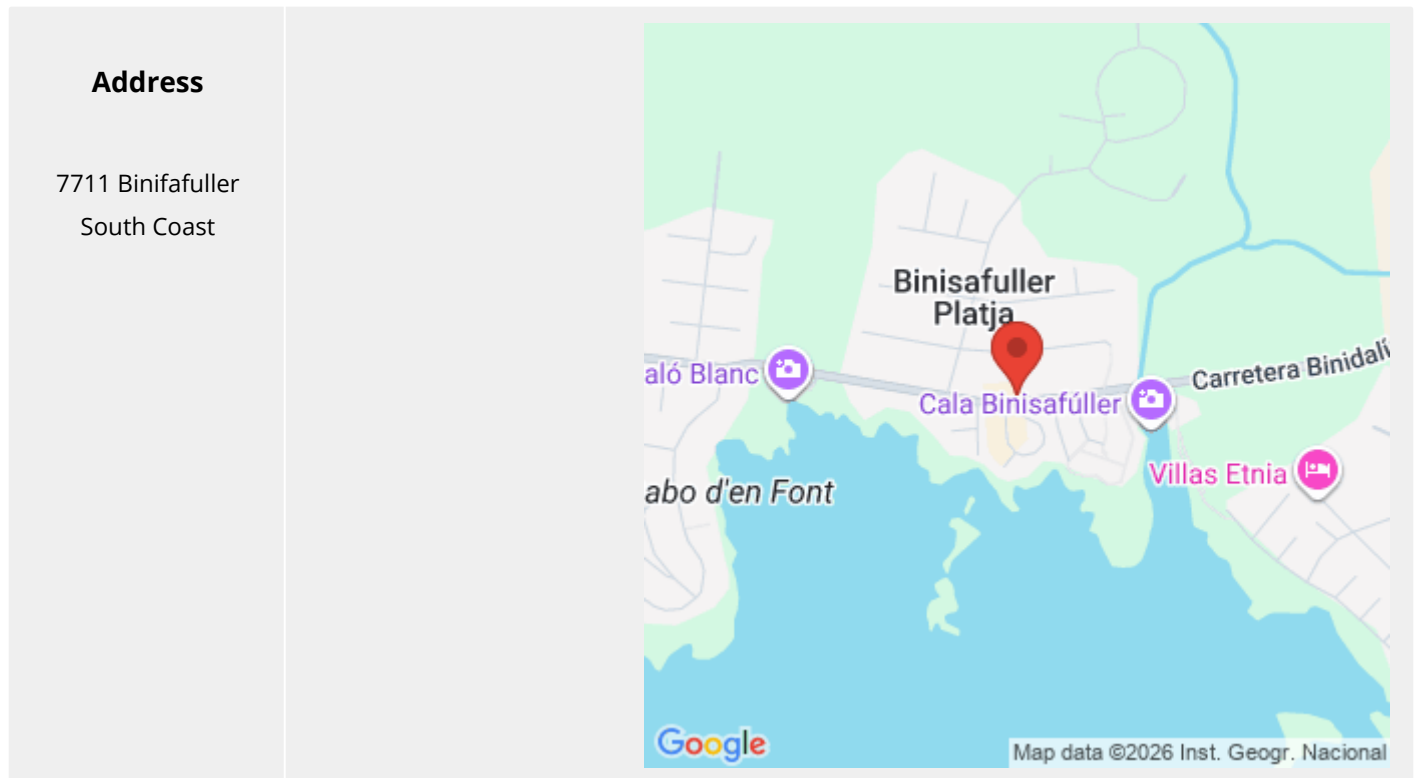 Address
7711 Binifafuller
South Coast
Binisafuller
Platja
aló Blanc
Carretera Binidalí
Cala Binisafúller
Villas Etnia
abo d'en Font
Google
Map data ©2026 Inst. Geogr. Nacional